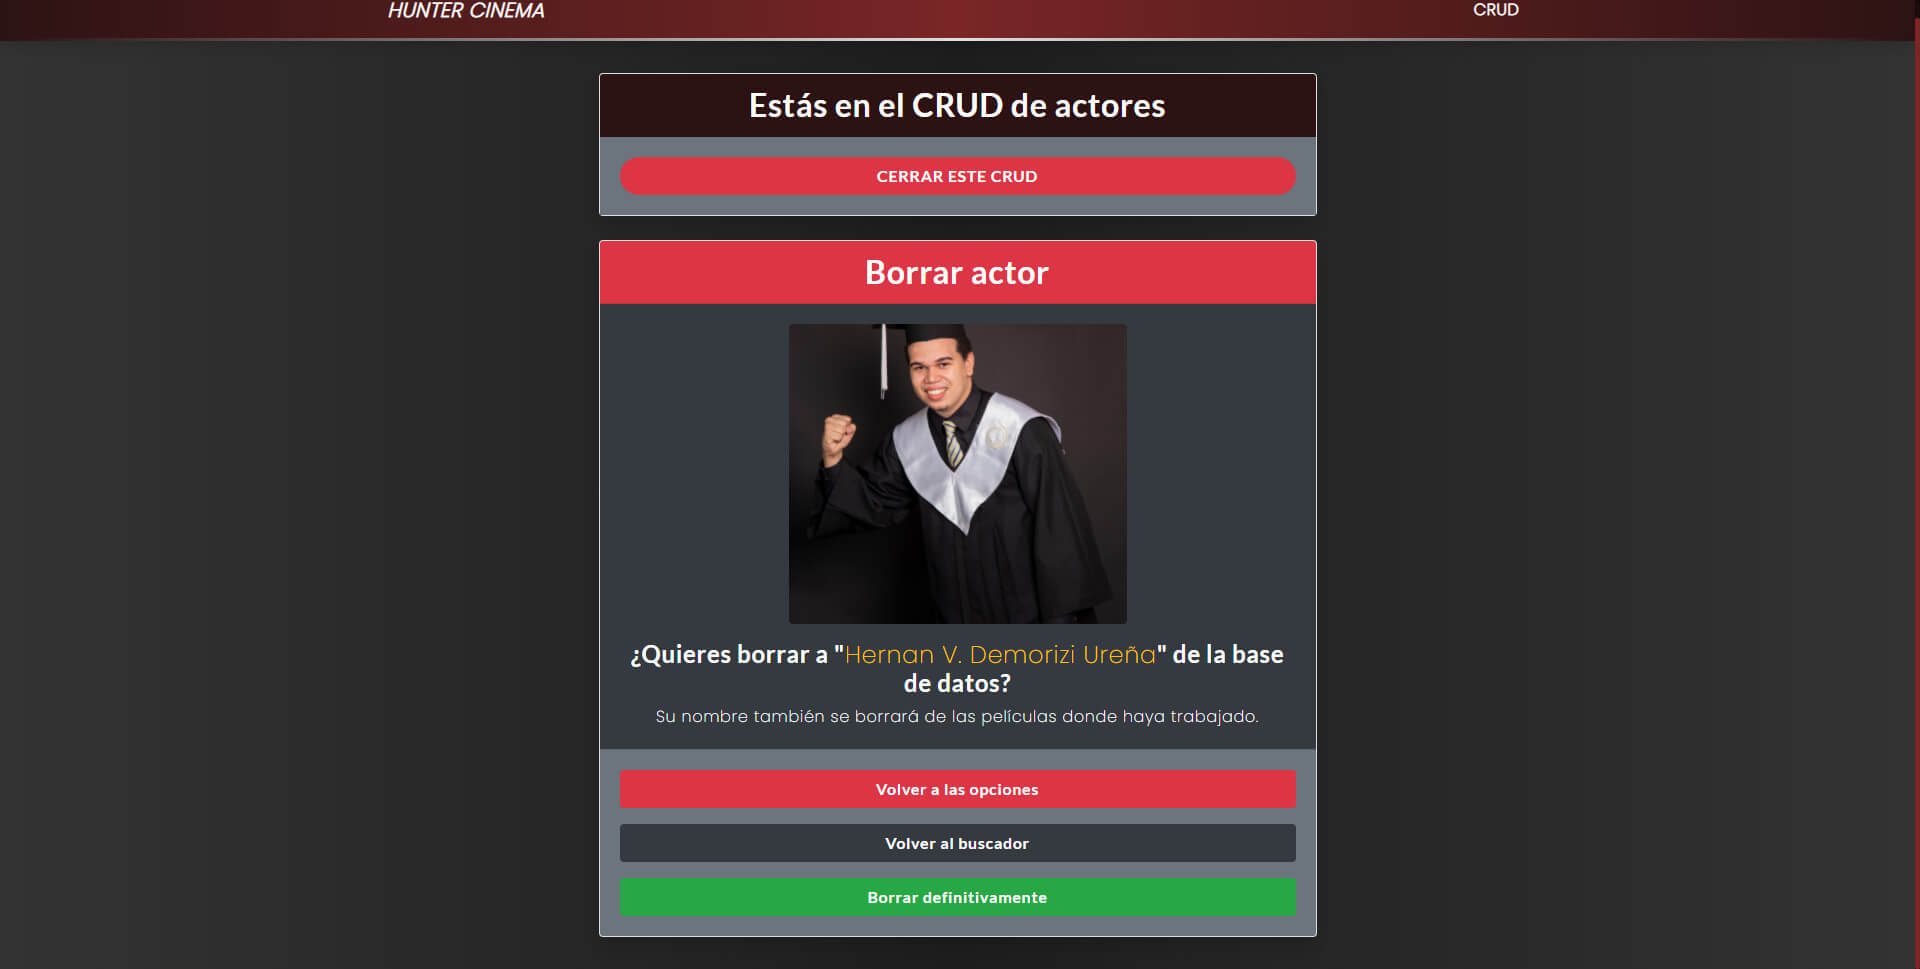 HUNTER CINEMA
CRUD
Estás en el CRUD de actores
CERRAR ESTE CRUD
Borrar actor
¿Quieres borrar a "Hernan V. Demorizi Ureña" de la base
de datos?
Su nombre también se borrará de las películas donde haya trabajado.
Volver a las opciones
Volver al buscador
Borrar definitivamente